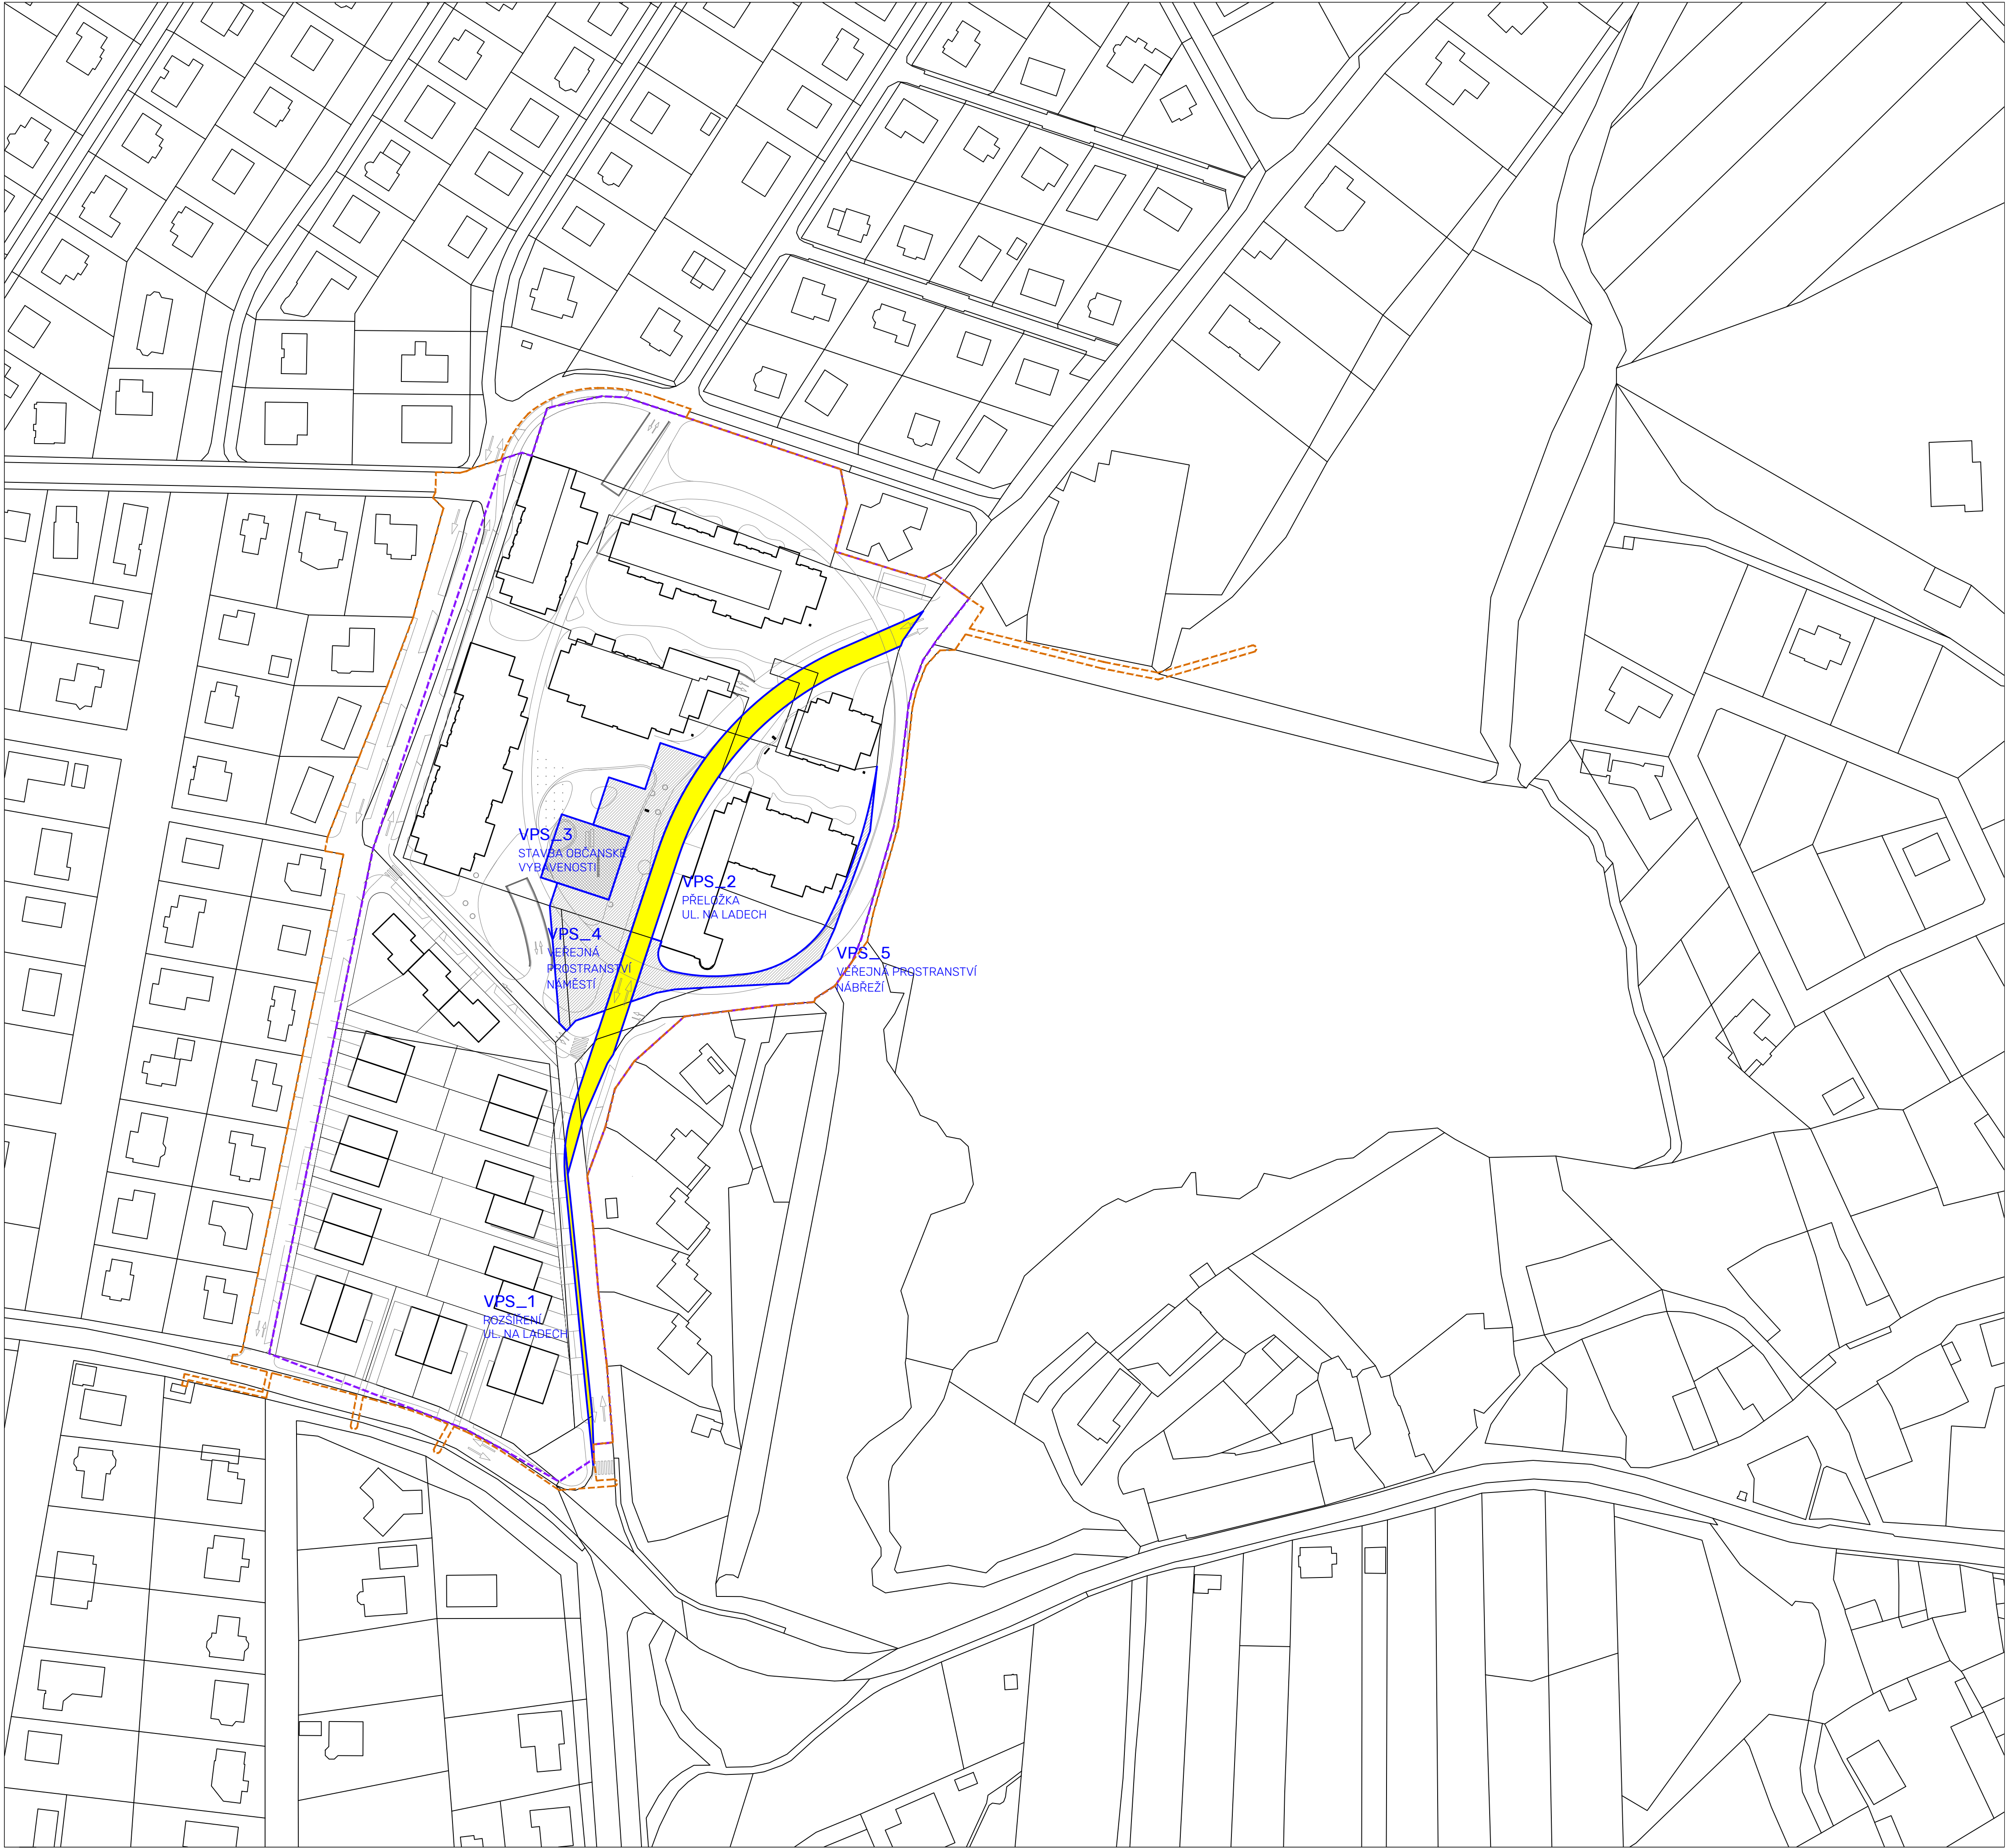 VPS_3
STAVBA OBČANSKÉ
VYBAVENOSTI
VPS_2
PŘELOŽKA
UL. NA LADECH
VPS_4
VEŘEJNÁ
PROSTRANSTVÍ
NÁMĚSTÍ
VPS_5
VEŘEJNÁ PROSTRANSTVÍ
NÁBŘEŽÍ
VPS_1
ROZŠÍŘENÍ
UL. NA LADECH